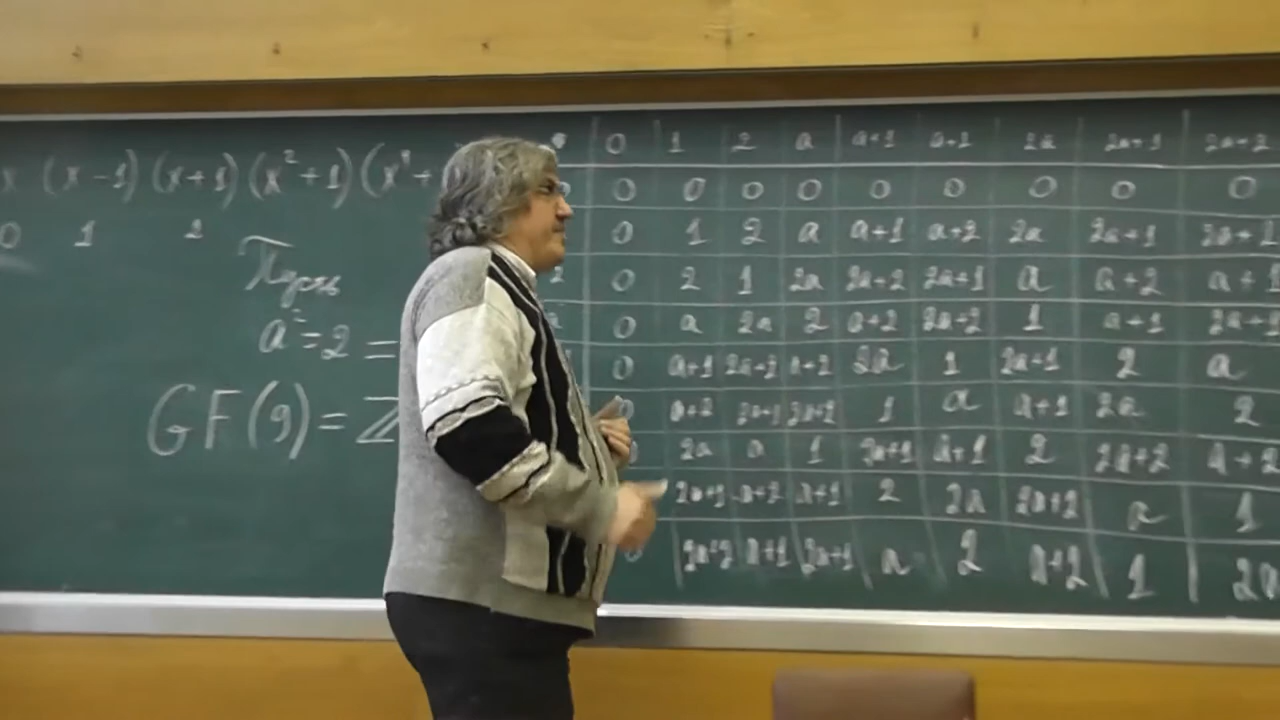 x (x-1) (x+1) (x²+1) (x⁴+
0 1 2
Пусть
a²=2 =
GF(9)= ℤ
0 1 2 a a+1 a+2 2a 2a+1 2a+2
0 0 0 0 0 0 0 0 0
0 1 2 a a+1 a+2 2a 2a+1 2a+1
2 0 2 1 2a 2a+2 2a+1 a a+2 a+1
0 a 2a 2 a+2 2a+2 1 a+1 2a+1
0 a+1 2a+2 a+2 2a 1 2a+1 2 a
0 a+2 2a+1 2a+2 1 a a+1 2a 2
2a a 1 2a+1 a+1 2 2a+2 a+2
2a+1 a+2 a+1 2 2a 2a+2 a 1
0 2a+2 a+1 2a+1 a 2 a+2 1 2a